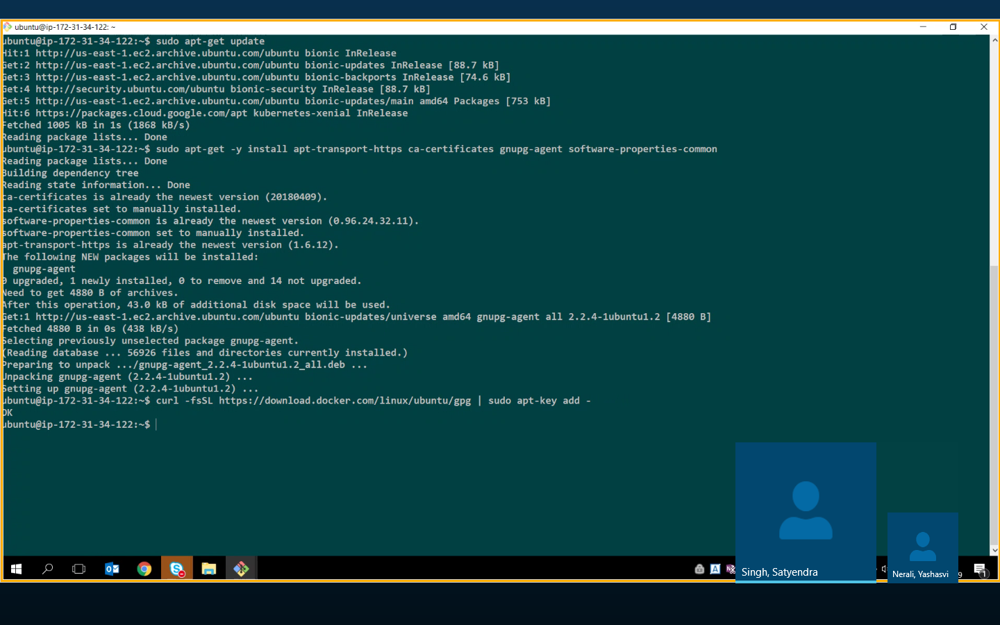 ubuntu@ip-172-31-34-122: ~
ubuntu@ip-172-31-34-122:~$ sudo apt-get update
Hit:1 http://us-east-1.ec2.archive.ubuntu.com/ubuntu bionic InRelease
Get:2 http://us-east-1.ec2.archive.ubuntu.com/ubuntu bionic-updates InRelease [88.7 kB]
Get:3 http://us-east-1.ec2.archive.ubuntu.com/ubuntu bionic-backports InRelease [74.6 kB]
Get:4 http://security.ubuntu.com/ubuntu bionic-security InRelease [88.7 kB]
Get:5 http://us-east-1.ec2.archive.ubuntu.com/ubuntu bionic-updates/main amd64 Packages [753 kB]
Hit:6 https://packages.cloud.google.com/apt kubernetes-xenial InRelease
Fetched 1005 kB in 1s (1868 kB/s)
Reading package lists... Done
ubuntu@ip-172-31-34-122:~$ sudo apt-get -y install apt-transport-https ca-certificates gnupg-agent software-properties-common
Reading package lists... Done
Building dependency tree
Reading state information... Done
ca-certificates is already the newest version (20180409).
ca-certificates set to manually installed.
software-properties-common is already the newest version (0.96.24.32.11).
software-properties-common set to manually installed.
apt-transport-https is already the newest version (1.6.12).
The following NEW packages will be installed:
  gnupg-agent
0 upgraded, 1 newly installed, 0 to remove and 14 not upgraded.
Need to get 4880 B of archives.
After this operation, 43.0 kB of additional disk space will be used.
Get:1 http://us-east-1.ec2.archive.ubuntu.com/ubuntu bionic-updates/universe amd64 gnupg-agent all 2.2.4-1ubuntu1.2 [4880 B]
Fetched 4880 B in 0s (438 kB/s)
Selecting previously unselected package gnupg-agent.
(Reading database ... 56926 files and directories currently installed.)
Preparing to unpack .../gnupg-agent_2.2.4-1ubuntu1.2_all.deb ...
Unpacking gnupg-agent (2.2.4-1ubuntu1.2) ...
Setting up gnupg-agent (2.2.4-1ubuntu1.2) ...
ubuntu@ip-172-31-34-122:~$ curl -fsSL https://download.docker.com/linux/ubuntu/gpg | sudo apt-key add -
OK
ubuntu@ip-172-31-34-122:~$
Singh, Satyendra
Nerali, Yashasvi
9
1